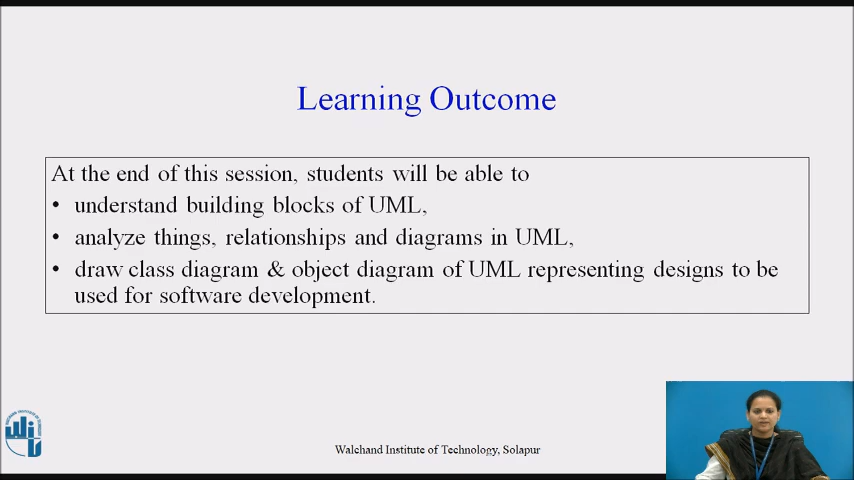 Learning Outcome
At the end of this session, students will be able to
• understand building blocks of UML,
• analyze things, relationships and diagrams in UML,
• draw class diagram & object diagram of UML representing designs to be
used for software development.
Walchand Institute of Technology, Solapur